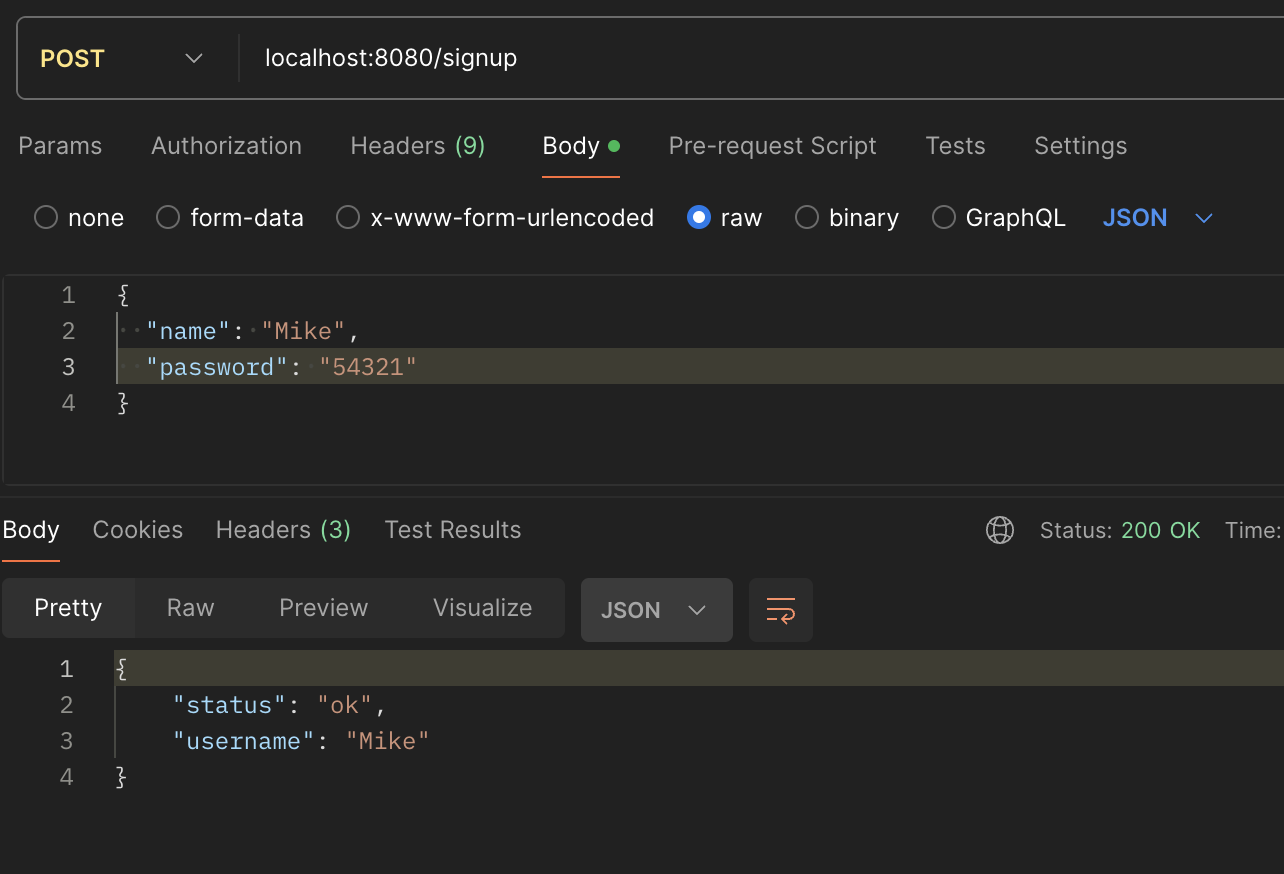 POST localhost:8080/signup
Params Authorization Headers (9) Body Pre-request Script Tests Settings
none form-data x-www-form-urlencoded raw binary GraphQL JSON
1 {
2 "name": "Mike",
3 "password": "54321"
4 }
Body Cookies Headers (3) Test Results Status: 200 OK Time:
Pretty Raw Preview Visualize JSON
1 {
2 "status": "ok",
3 "username": "Mike"
4 }